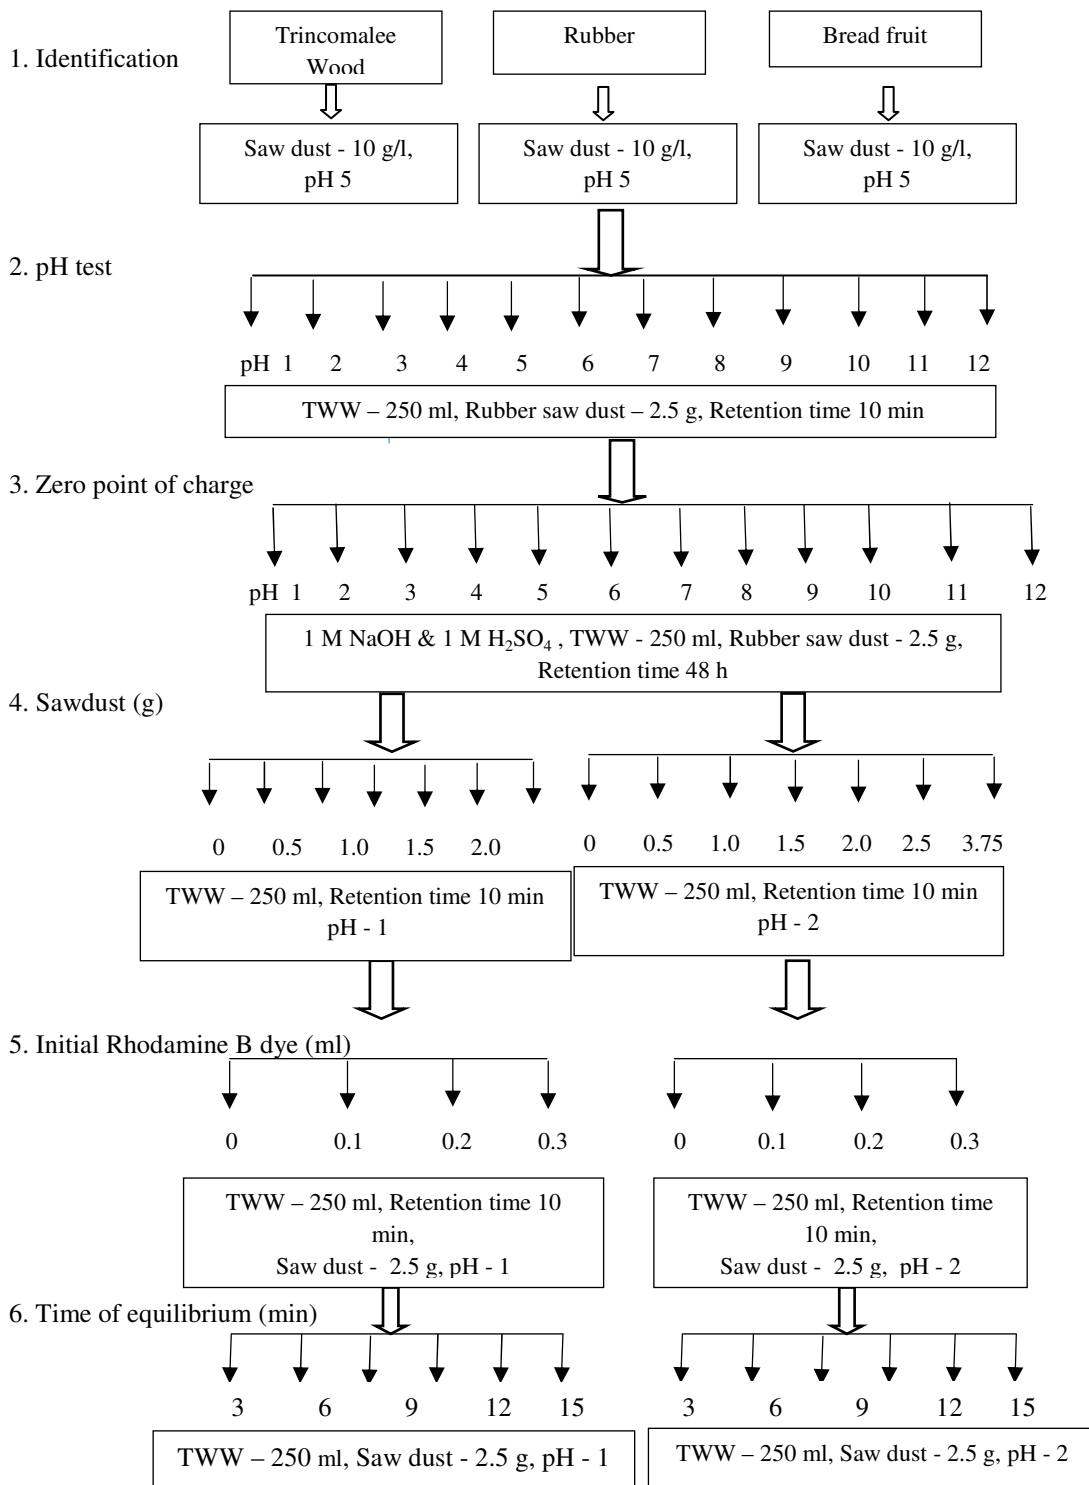 Trincomalee
Wood
Rubber
Bread fruit
1. Identification
Saw dust - 10 g/l,
pH 5
Saw dust - 10 g/l,
pH 5
Saw dust - 10 g/l,
pH 5
2. pH test
pH 1 2 3 4 5 6 7 8 9 10 11 12
TWW – 250 ml, Rubber saw dust – 2.5 g, Retention time 10 min
3. Zero point of charge
pH 1 2 3 4 5 6 7 8 9 10 11 12
1 M NaOH & 1 M H₂SO₄ , TWW - 250 ml, Rubber saw dust - 2.5 g,
Retention time 48 h
4. Sawdust (g)
0 0.5 1.0 1.5 2.0
0 0.5 1.0 1.5 2.0 2.5 3.75
TWW – 250 ml, Retention time 10 min
pH - 1
TWW – 250 ml, Retention time 10 min
pH - 2
5. Initial Rhodamine B dye (ml)
0 0.1 0.2 0.3
0 0.1 0.2 0.3
TWW – 250 ml, Retention time 10
min,
Saw dust - 2.5 g, pH - 1
TWW – 250 ml, Retention time
10 min,
Saw dust - 2.5 g, pH - 2
6. Time of equilibrium (min)
3 6 9 12 15
3 6 9 12 15
TWW – 250 ml, Saw dust - 2.5 g, pH - 1
TWW – 250 ml, Saw dust - 2.5 g, pH - 2